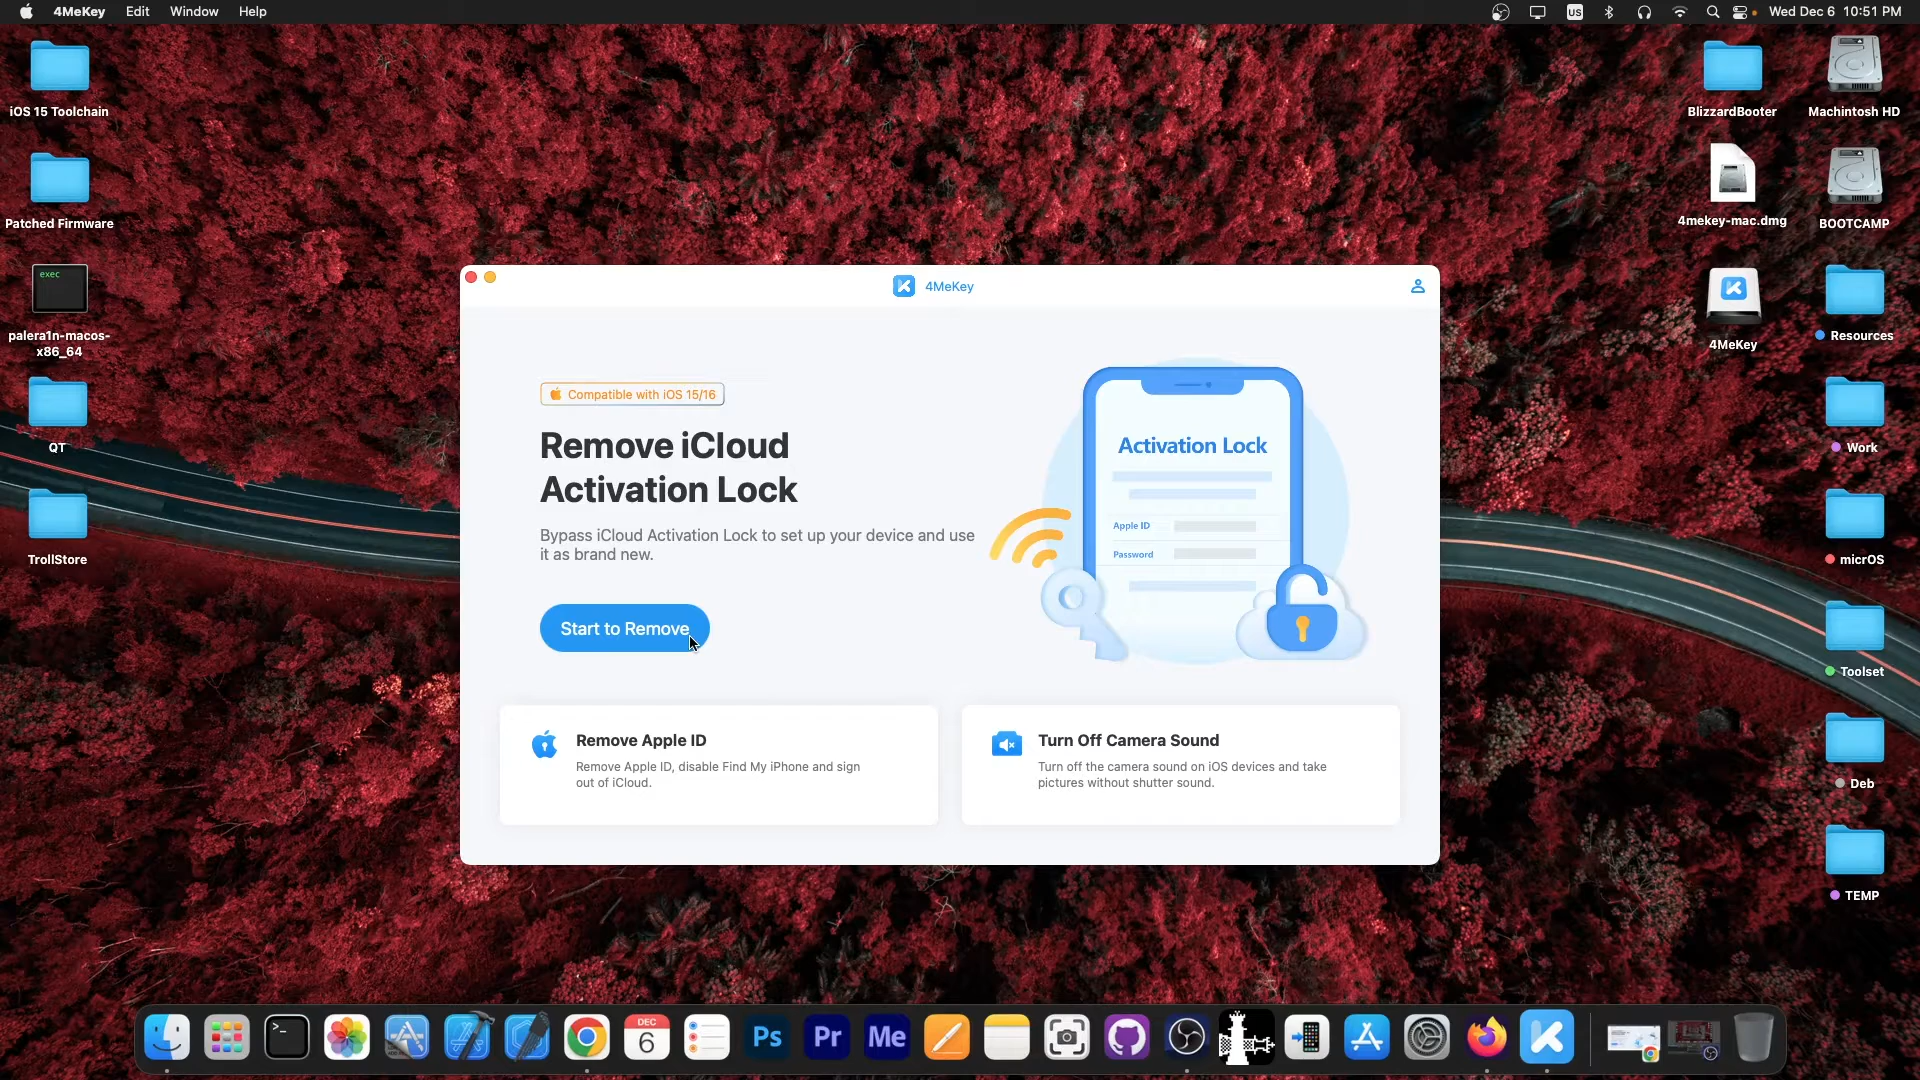 4MeKey Edit Window Help
US
Wed Dec 6 10:51 PM
iOS 15 Toolchain
Patched Firmware
exec
palera1n-macos-
x86_64
QT
TrollStore
BlizzardBooter
Machintosh HD
4mekey-mac.dmg
BOOTCAMP
4MeKey
Resources
Work
micrOS
Toolset
Deb
TEMP
4MeKey
Compatible with iOS 15/16
Remove iCloud
Activation Lock
Bypass iCloud Activation Lock to set up your device and use
it as brand new.
Start to Remove
Activation Lock
Apple ID
Password
Remove Apple ID
Remove Apple ID, disable Find My iPhone and sign
out of iCloud.
Turn Off Camera Sound
Turn off the camera sound on iOS devices and take
pictures without shutter sound.
>_
DEC
6
Ps
Pr
Me